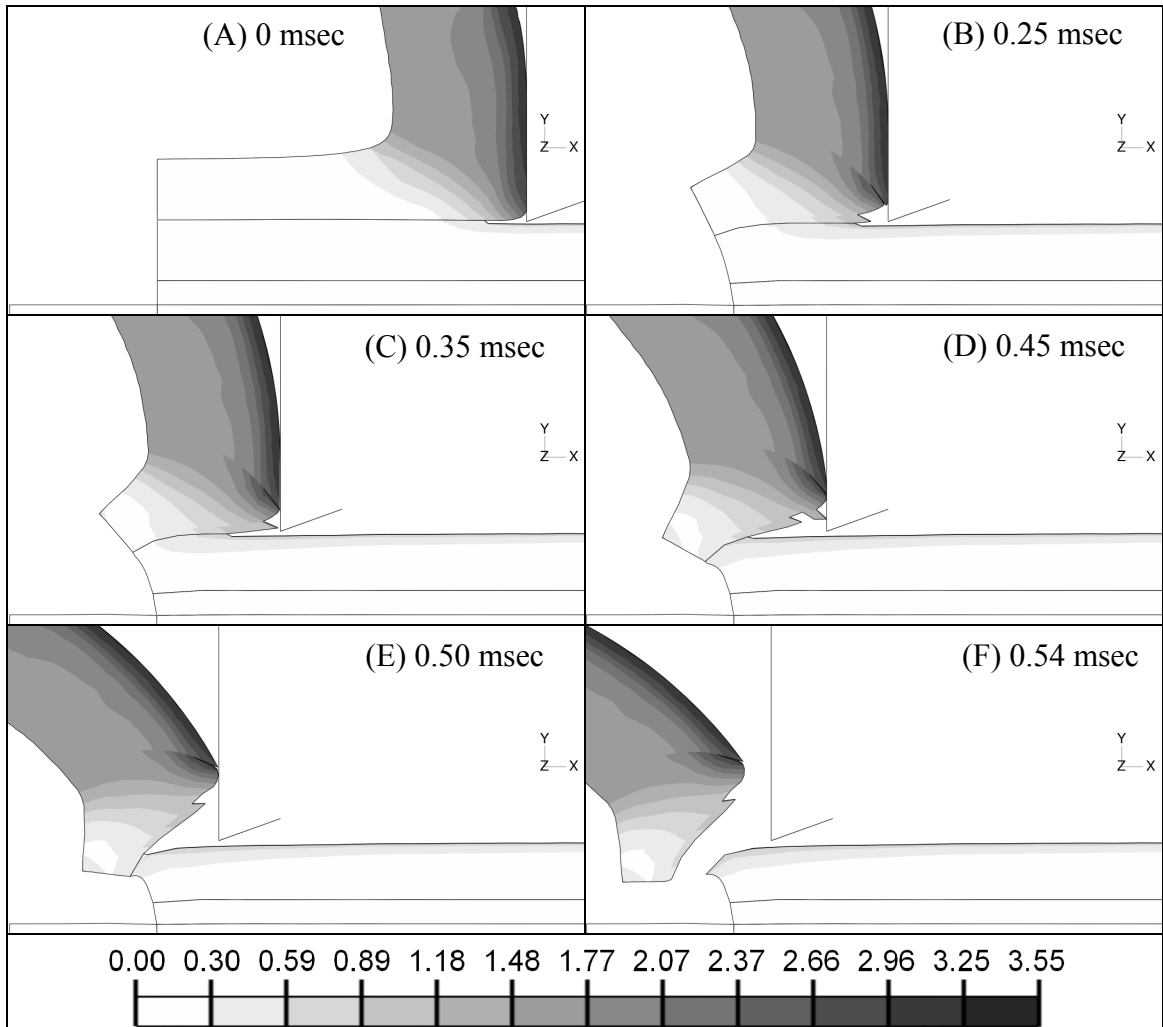 (A) 0 msec
Y
Z X
(B) 0.25 msec
Y
Z X
(C) 0.35 msec
Y
Z X
(D) 0.45 msec
Y
Z X
(E) 0.50 msec
Y
Z X
(F) 0.54 msec
Y
Z X
0.00 0.30 0.59 0.89 1.18 1.48 1.77 2.07 2.37 2.66 2.96 3.25 3.55